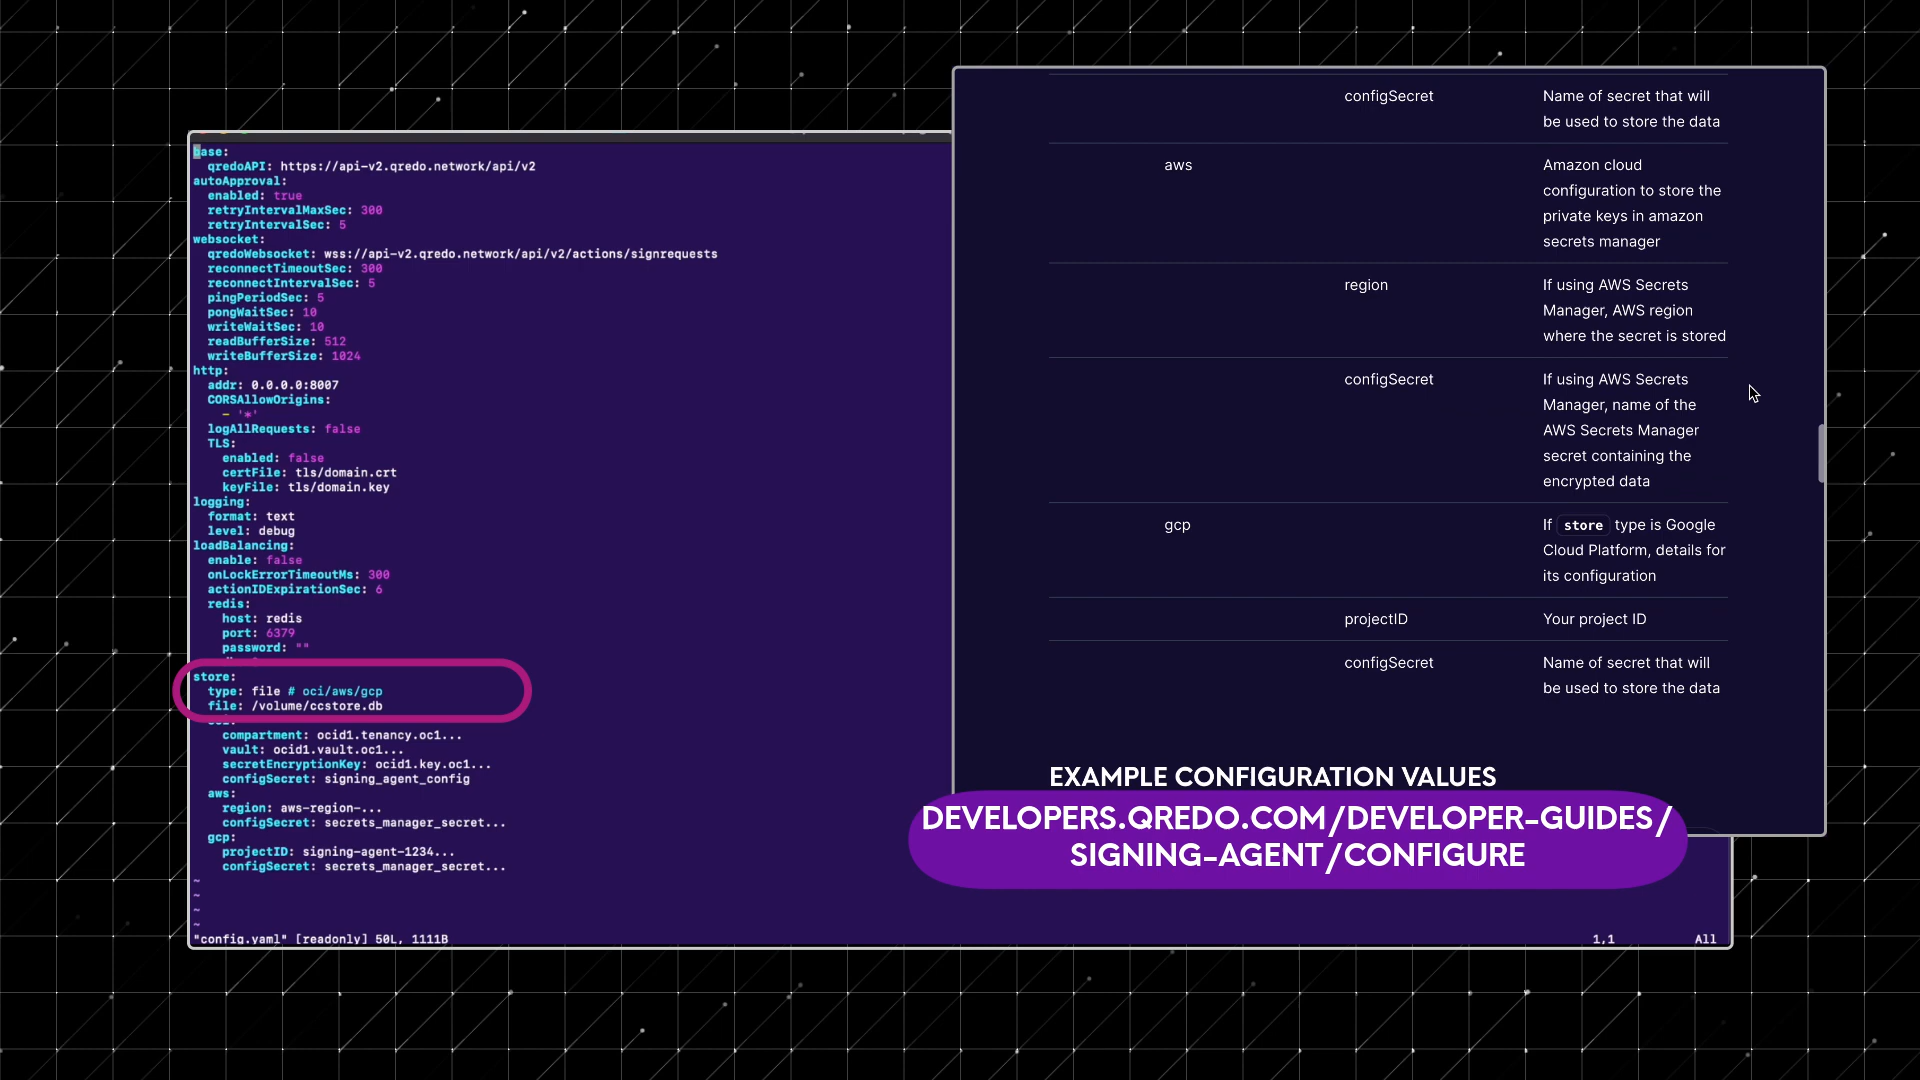 base:
qredoAPI: https://api-v2.qredo.network/api/v2
autoApproval:
enabled: true
retryIntervalMaxSec: 300
retryIntervalSec: 5
websocket:
qredoWebsocket: wss://api-v2.qredo.network/api/v2/actions/signrequests
reconnectTimeoutSec: 300
reconnectIntervalSec: 5
pingPeriodSec: 5
pongWaitSec: 10
writeWaitSec: 10
readBufferSize: 512
writeBufferSize: 1024
http:
addr: 0.0.0.0:8007
CORSAllowOrigins:
- '*'
logAllRequests: false
TLS:
enabled: false
certFile: tls/domain.crt
keyFile: tls/domain.key
logging:
format: text
level: debug
loadBalancing:
enable: false
onLockErrorTimeoutMs: 300
actionIDExpirationSec: 6
redis:
host: redis
port: 6379
password: ""
store:
type: file # oci/aws/gcp
file: /volume/ccstore.db
compartment: ocid1.tenancy.oc1...
vault: ocid1.vault.oc1...
secretEncryptionKey: ocid1.key.oc1...
configSecret: signing_agent_config
aws:
region: aws-region-...
configSecret: secrets_manager_secret...
gcp:
projectID: signing-agent-1234...
configSecret: secrets_manager_secret...
~
~
~
~
"config.yaml" [readonly] 50L, 1111B
1,1 All
configSecret Name of secret that will
be used to store the data
aws Amazon cloud
configuration to store the
private keys in amazon
secrets manager
region If using AWS Secrets
Manager, AWS region
where the secret is stored
configSecret If using AWS Secrets
Manager, name of the
AWS Secrets Manager
secret containing the
encrypted data
gcp If store type is Google
Cloud Platform, details for
its configuration
projectID Your project ID
configSecret Name of secret that will
be used to store the data
EXAMPLE CONFIGURATION VALUES
DEVELOPERS.QREDO.COM/DEVELOPER-GUIDES/
SIGNING-AGENT/CONFIGURE